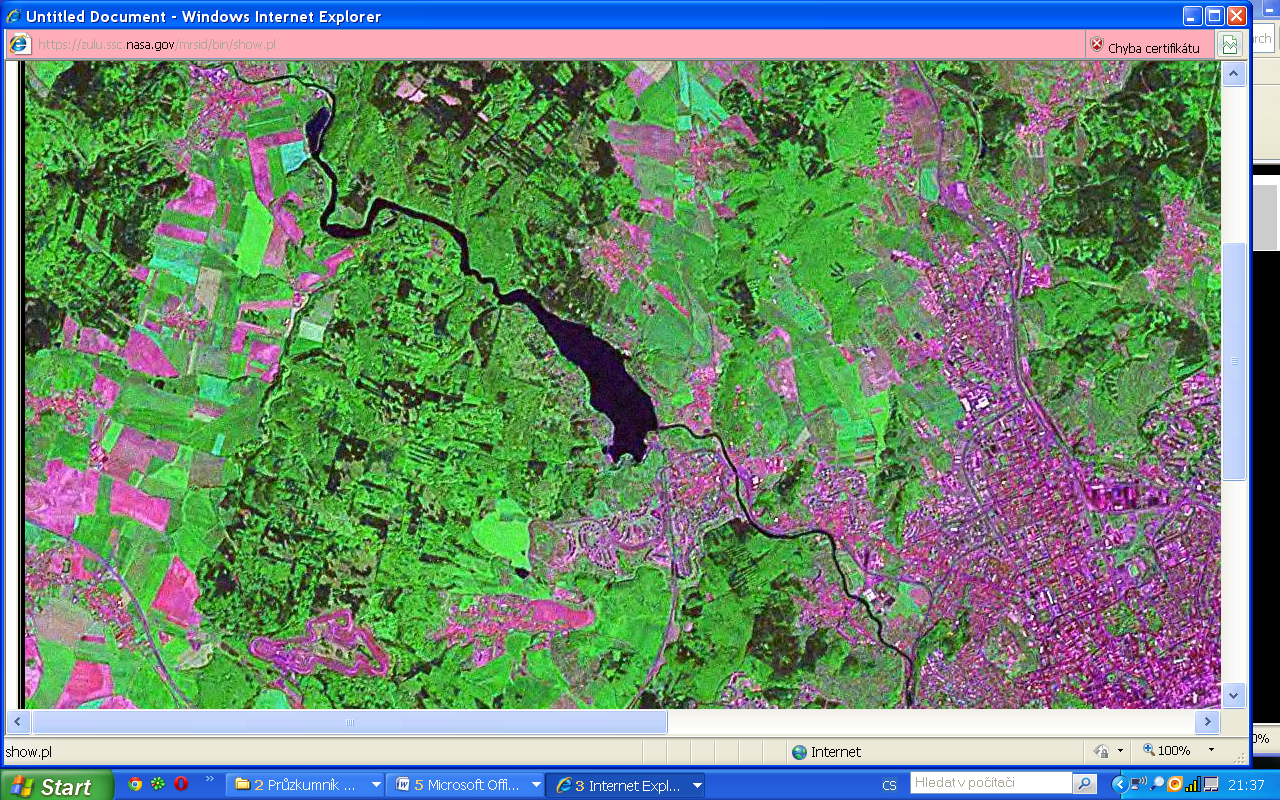 Untitled Document - Windows Internet Explorer
https://zulu.ssc.nasa.gov/mrsid/bin/show.pl
Chyba certifikátu
show.pl
Internet
100%
Start
2 Průzkumník ...
5 Microsoft Offi...
3 Internet Expl...
CS
Hledat v počítači
21:37